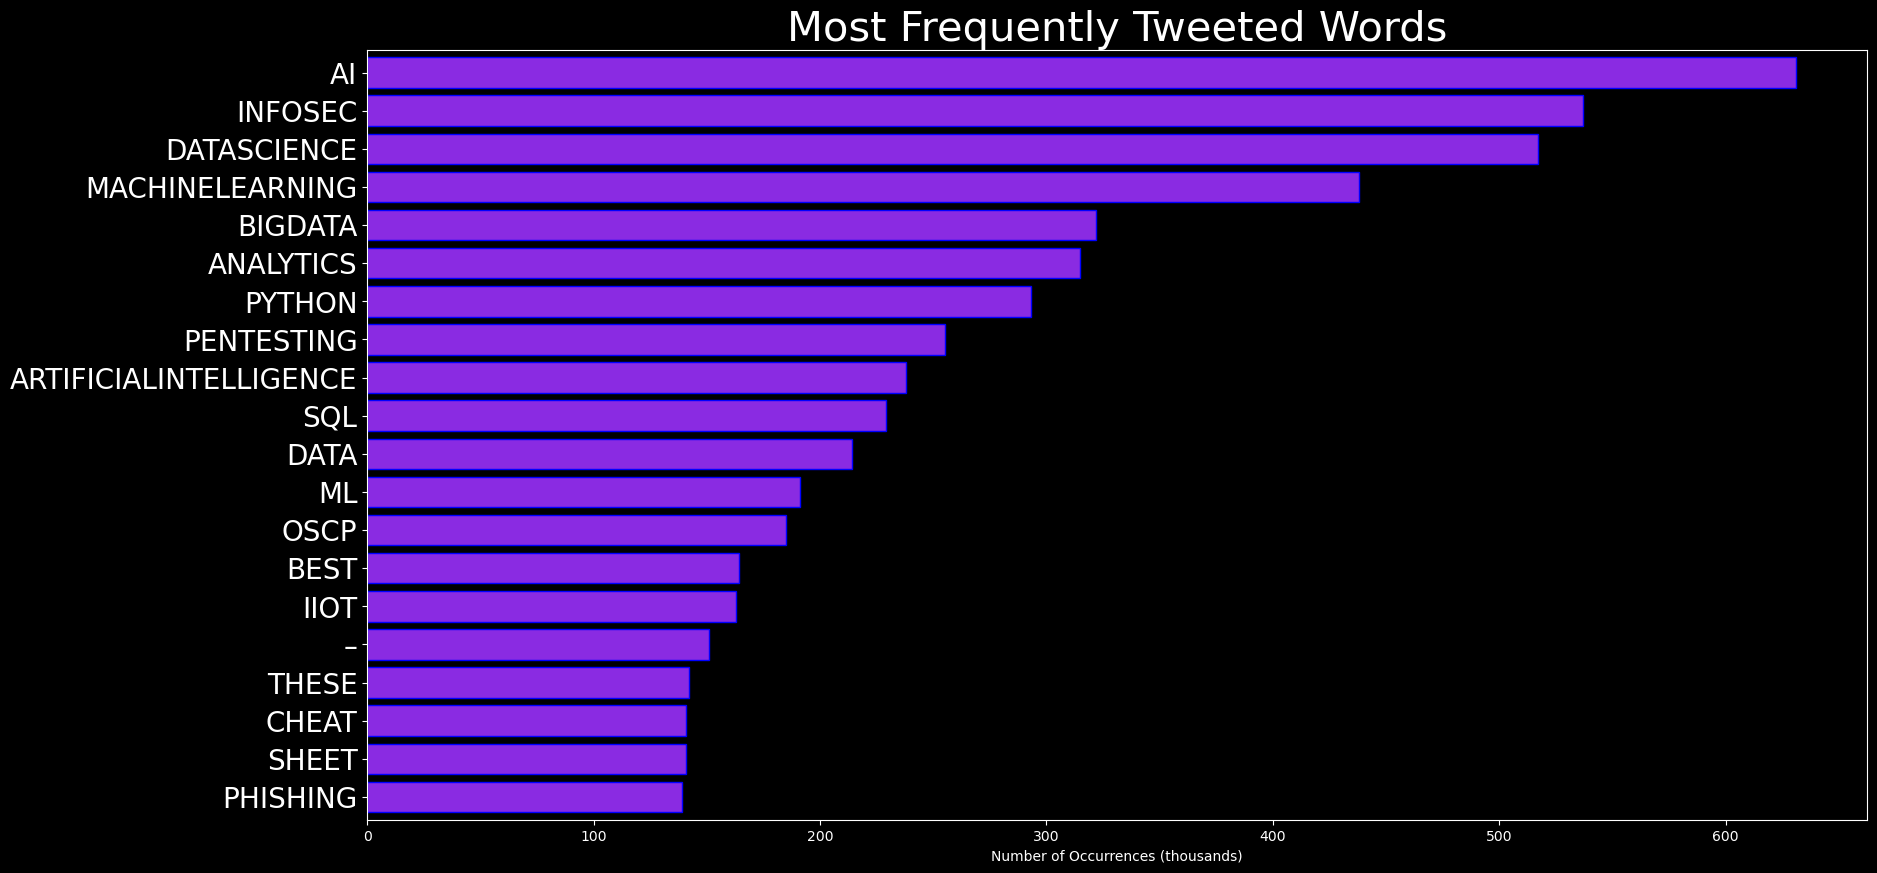 Most Frequently Tweeted Words
AI
INFOSEC
DATASCIENCE
MACHINELEARNING
BIGDATA
ANALYTICS
PYTHON
PENTESTING
ARTIFICIALINTELLIGENCE
SQL
DATA
ML
OSCP
BEST
IIOT
–
THESE
CHEAT
SHEET
PHISHING
0 100 200 300 400 500 600
Number of Occurrences (thousands)